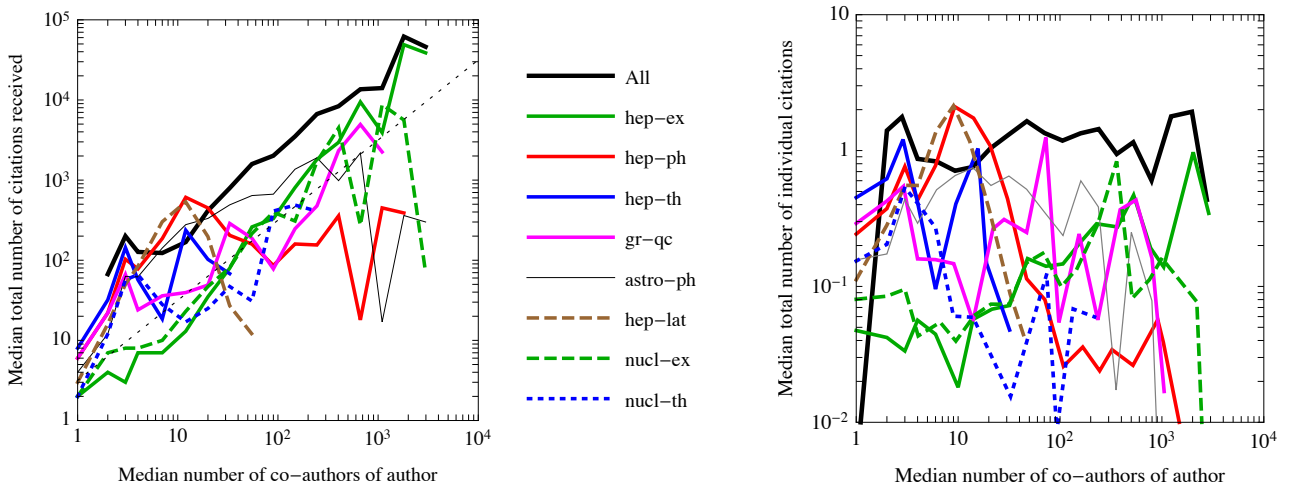 Median total number of citations received
10^5
10^4
10^3
10^2
10
1
1
10
10^2
10^3
10^4
Median number of co−authors of author
All
hep−ex
hep−ph
hep−th
gr−qc
astro−ph
hep−lat
nucl−ex
nucl−th
Median total number of individual citations
10
1
10^−1
10^−2
1
10
10^2
10^3
10^4
Median number of co−authors of author